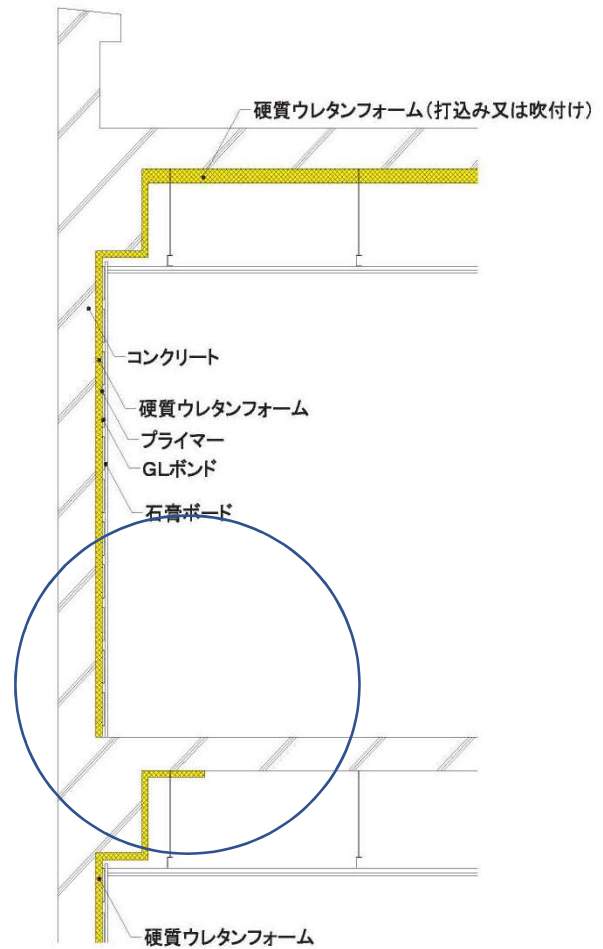 硬質ウレタンフォーム(打込み又は吹付け)
コンクリート
硬質ウレタンフォーム
プライマー
GLボンド
石膏ボード
硬質ウレタンフォーム